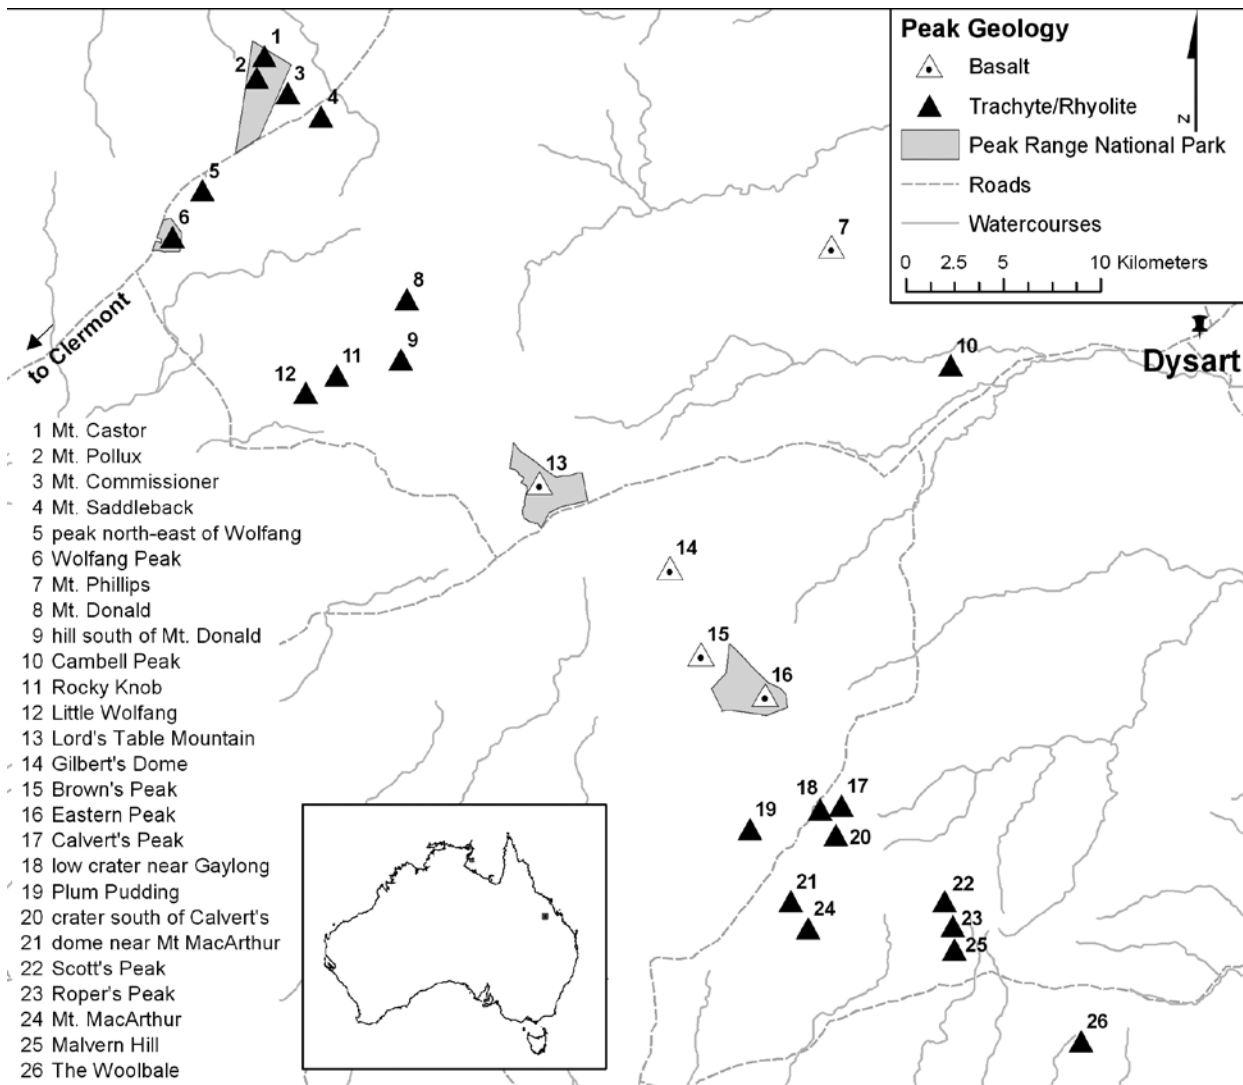 Peak Geology
Basalt
Trachyte/Rhyolite
Peak Range National Park
Roads
Watercourses
0 2.5 5 10 Kilometers
Z
1
2
3
4
5
6
7
8
9
10
11
12
to Clermont
Dysart
13
14
15
16
17
18
19
20
21
22
23
24
25
26
1 Mt. Castor
2 Mt. Pollux
3 Mt. Commissioner
4 Mt. Saddleback
5 peak north-east of Wolfang
6 Wolfang Peak
7 Mt. Phillips
8 Mt. Donald
9 hill south of Mt. Donald
10 Cambell Peak
11 Rocky Knob
12 Little Wolfang
13 Lord's Table Mountain
14 Gilbert's Dome
15 Brown's Peak
16 Eastern Peak
17 Calvert's Peak
18 low crater near Gaylong
19 Plum Pudding
20 crater south of Calvert's
21 dome near Mt MacArthur
22 Scott's Peak
23 Roper's Peak
24 Mt. MacArthur
25 Malvern Hill
26 The Woolbale